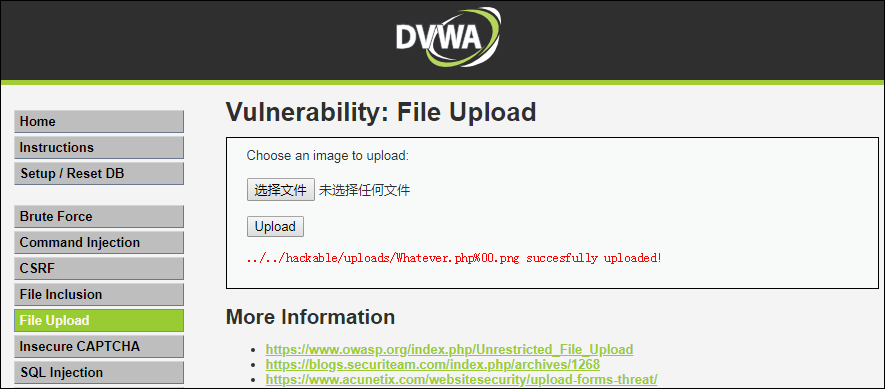 DVWA
Home
Instructions
Setup / Reset DB
Brute Force
Command Injection
CSRF
File Inclusion
File Upload
Insecure CAPTCHA
SQL Injection
Vulnerability: File Upload
Choose an image to upload:
选择文件 未选择任何文件
Upload
../../hackable/uploads/Whatever.php%00.png succesfully uploaded!
More Information
https://www.owasp.org/index.php/Unrestricted_File_Upload
https://blogs.securiteam.com/index.php/archives/1268
https://www.acunetix.com/websitesecurity/upload-forms-threat/